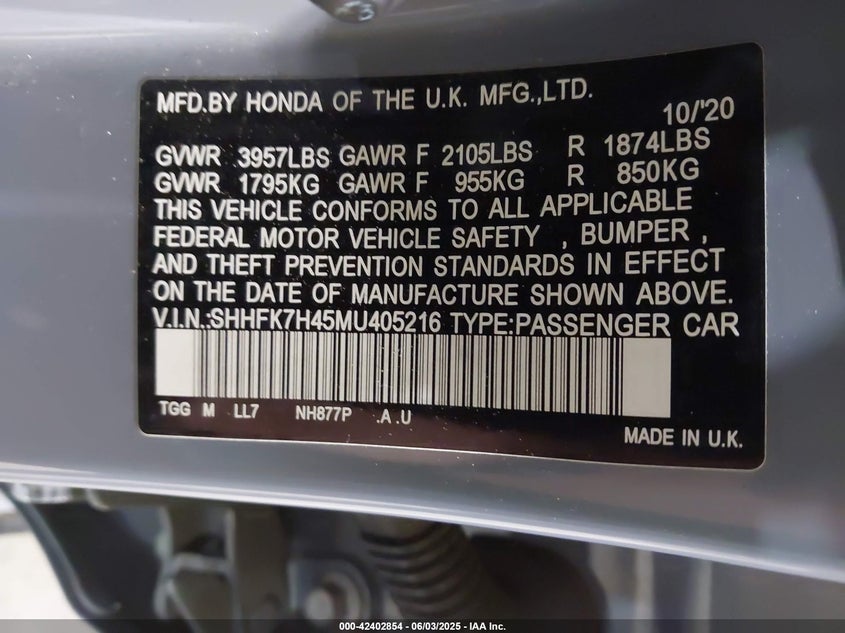 MFD.BY HONDA OF THE U.K. MFG.,LTD.
10/'20
GVWR 3957LBS GAWR F 2105LBS R 1874LBS
GVWR 1795KG GAWR F 955KG R 850KG
THIS VEHICLE CONFORMS TO ALL APPLICABLE
FEDERAL MOTOR VEHICLE SAFETY , BUMPER ,
AND THEFT PREVENTION STANDARDS IN EFFECT
ON THE DATE OF MANUFACTURE SHOWN ABOVE.
V.I.N.:SHHFK7H45MU405216 TYPE:PASSENGER CAR
TGG M LL7 NH877P .A .U
MADE IN U.K.
000-42402854 - 06/03/2025 - IAA Inc.